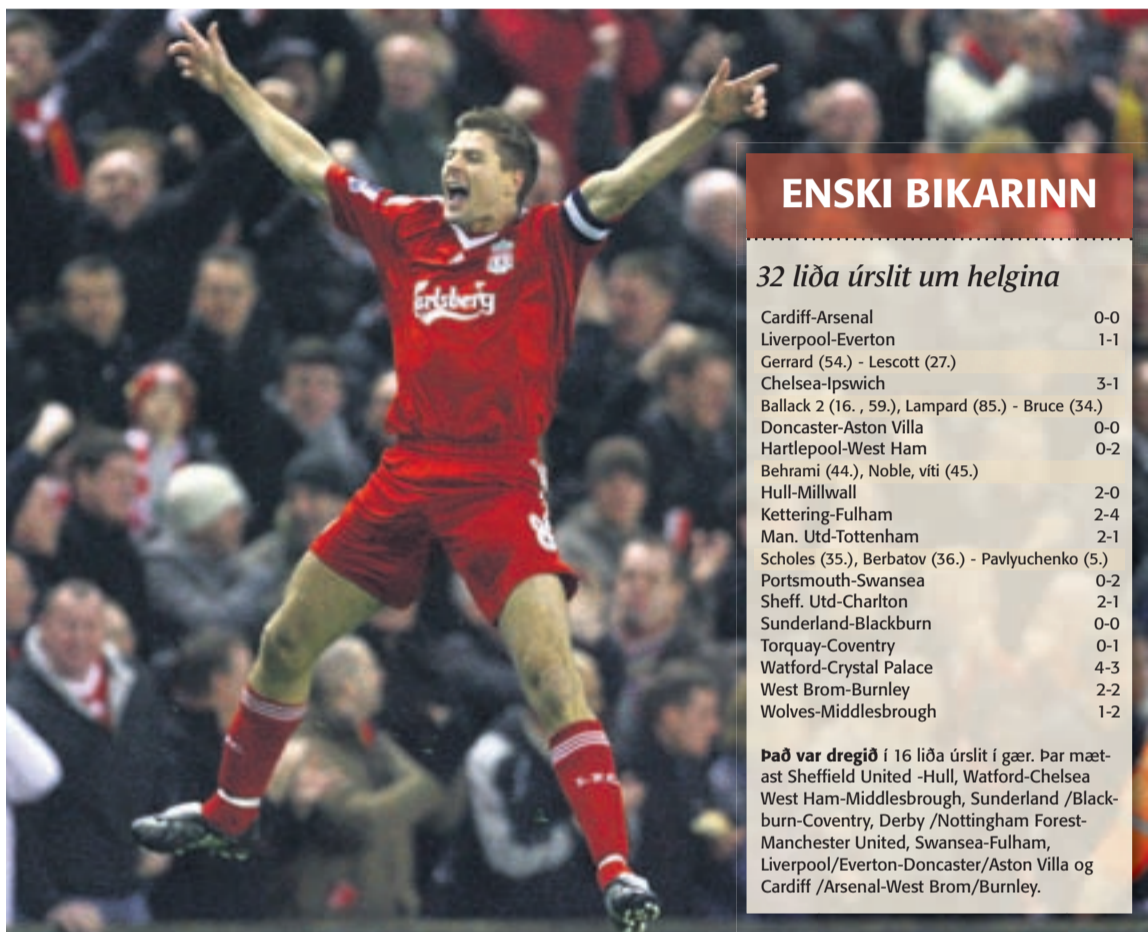 Carlsberg
8
ENSKI BIKARINN
32 liða úrslit um helgina
Cardiff-Arsenal 0-0
Liverpool-Everton 1-1
Gerrard (54.) - Lescott (27.)
Chelsea-Ipswich 3-1
Ballack 2 (16. , 59.), Lampard (85.) - Bruce (34.)
Doncaster-Aston Villa 0-0
Hartlepool-West Ham 0-2
Behrami (44.), Noble, víti (45.)
Hull-Millwall 2-0
Kettering-Fulham 2-4
Man. Utd-Tottenham 2-1
Scholes (35.), Berbatov (36.) - Pavlyuchenko (5.)
Portsmouth-Swansea 0-2
Sheff. Utd-Charlton 2-1
Sunderland-Blackburn 0-0
Torquay-Coventry 0-1
Watford-Crystal Palace 4-3
West Brom-Burnley 2-2
Wolves-Middlesbrough 1-2
Það var dregið í 16 liða úrslit í gær. Þar mæt-
ast Sheffield United -Hull, Watford-Chelsea
West Ham-Middlesbrough, Sunderland /Black-
burn-Coventry, Derby /Nottingham Forest-
Manchester United, Swansea-Fulham,
Liverpool/Everton-Doncaster/Aston Villa og
Cardiff /Arsenal-West Brom/Burnley.